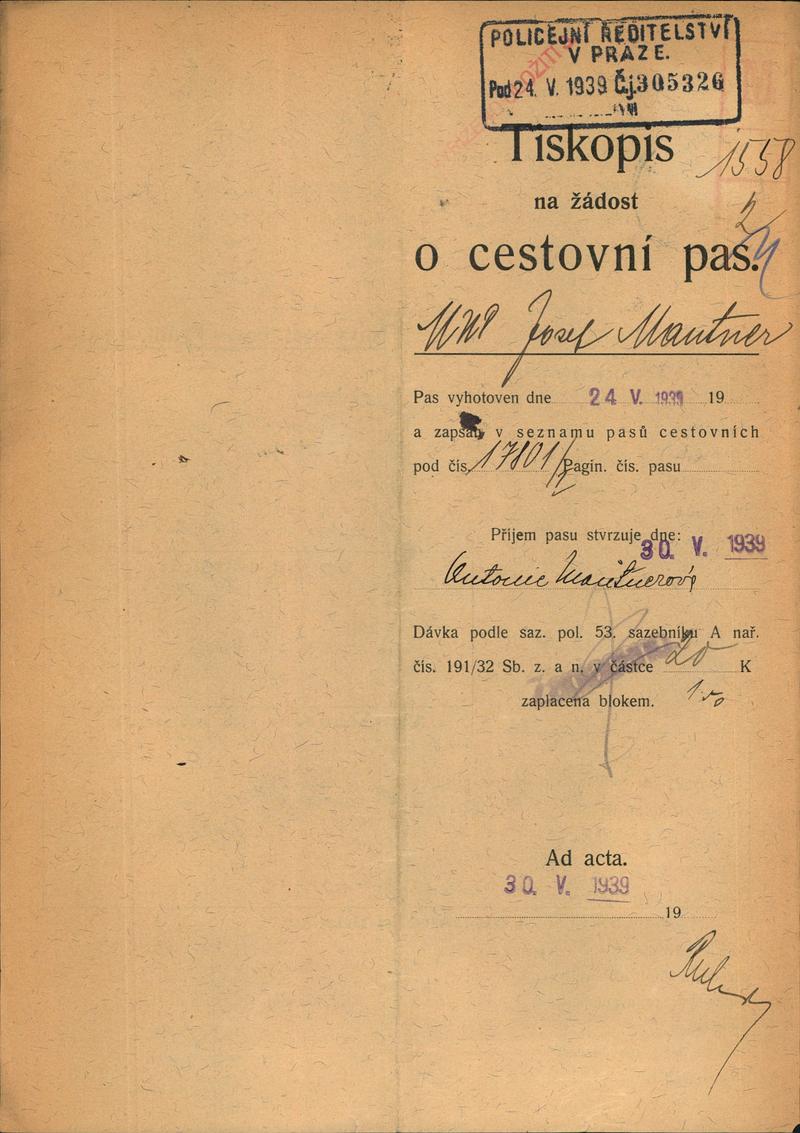 POLICEJNÍ ŘEDITELSTVÍ
V PRAZE.
Pod 24. V. 1939 Čj. 305326
Tiskopis
1558
na žádost
2
o cestovní pas.
Josef Mautner
Pas vyhotoven dne 24 V. 1939 19
a zapsán v seznamu pasů cestovních
pod čís. 17801/ Pagin. čís. pasu
Příjem pasu stvrzuje dne:
30. V. 1939
Antonie Mautnerová
Dávka podle saz. pol. 53. sazebníku A nař.
čís. 191/32 Sb. z. a n. v částce 20 K
zaplacena blokem.
Ad acta.
30. V. 1939
19